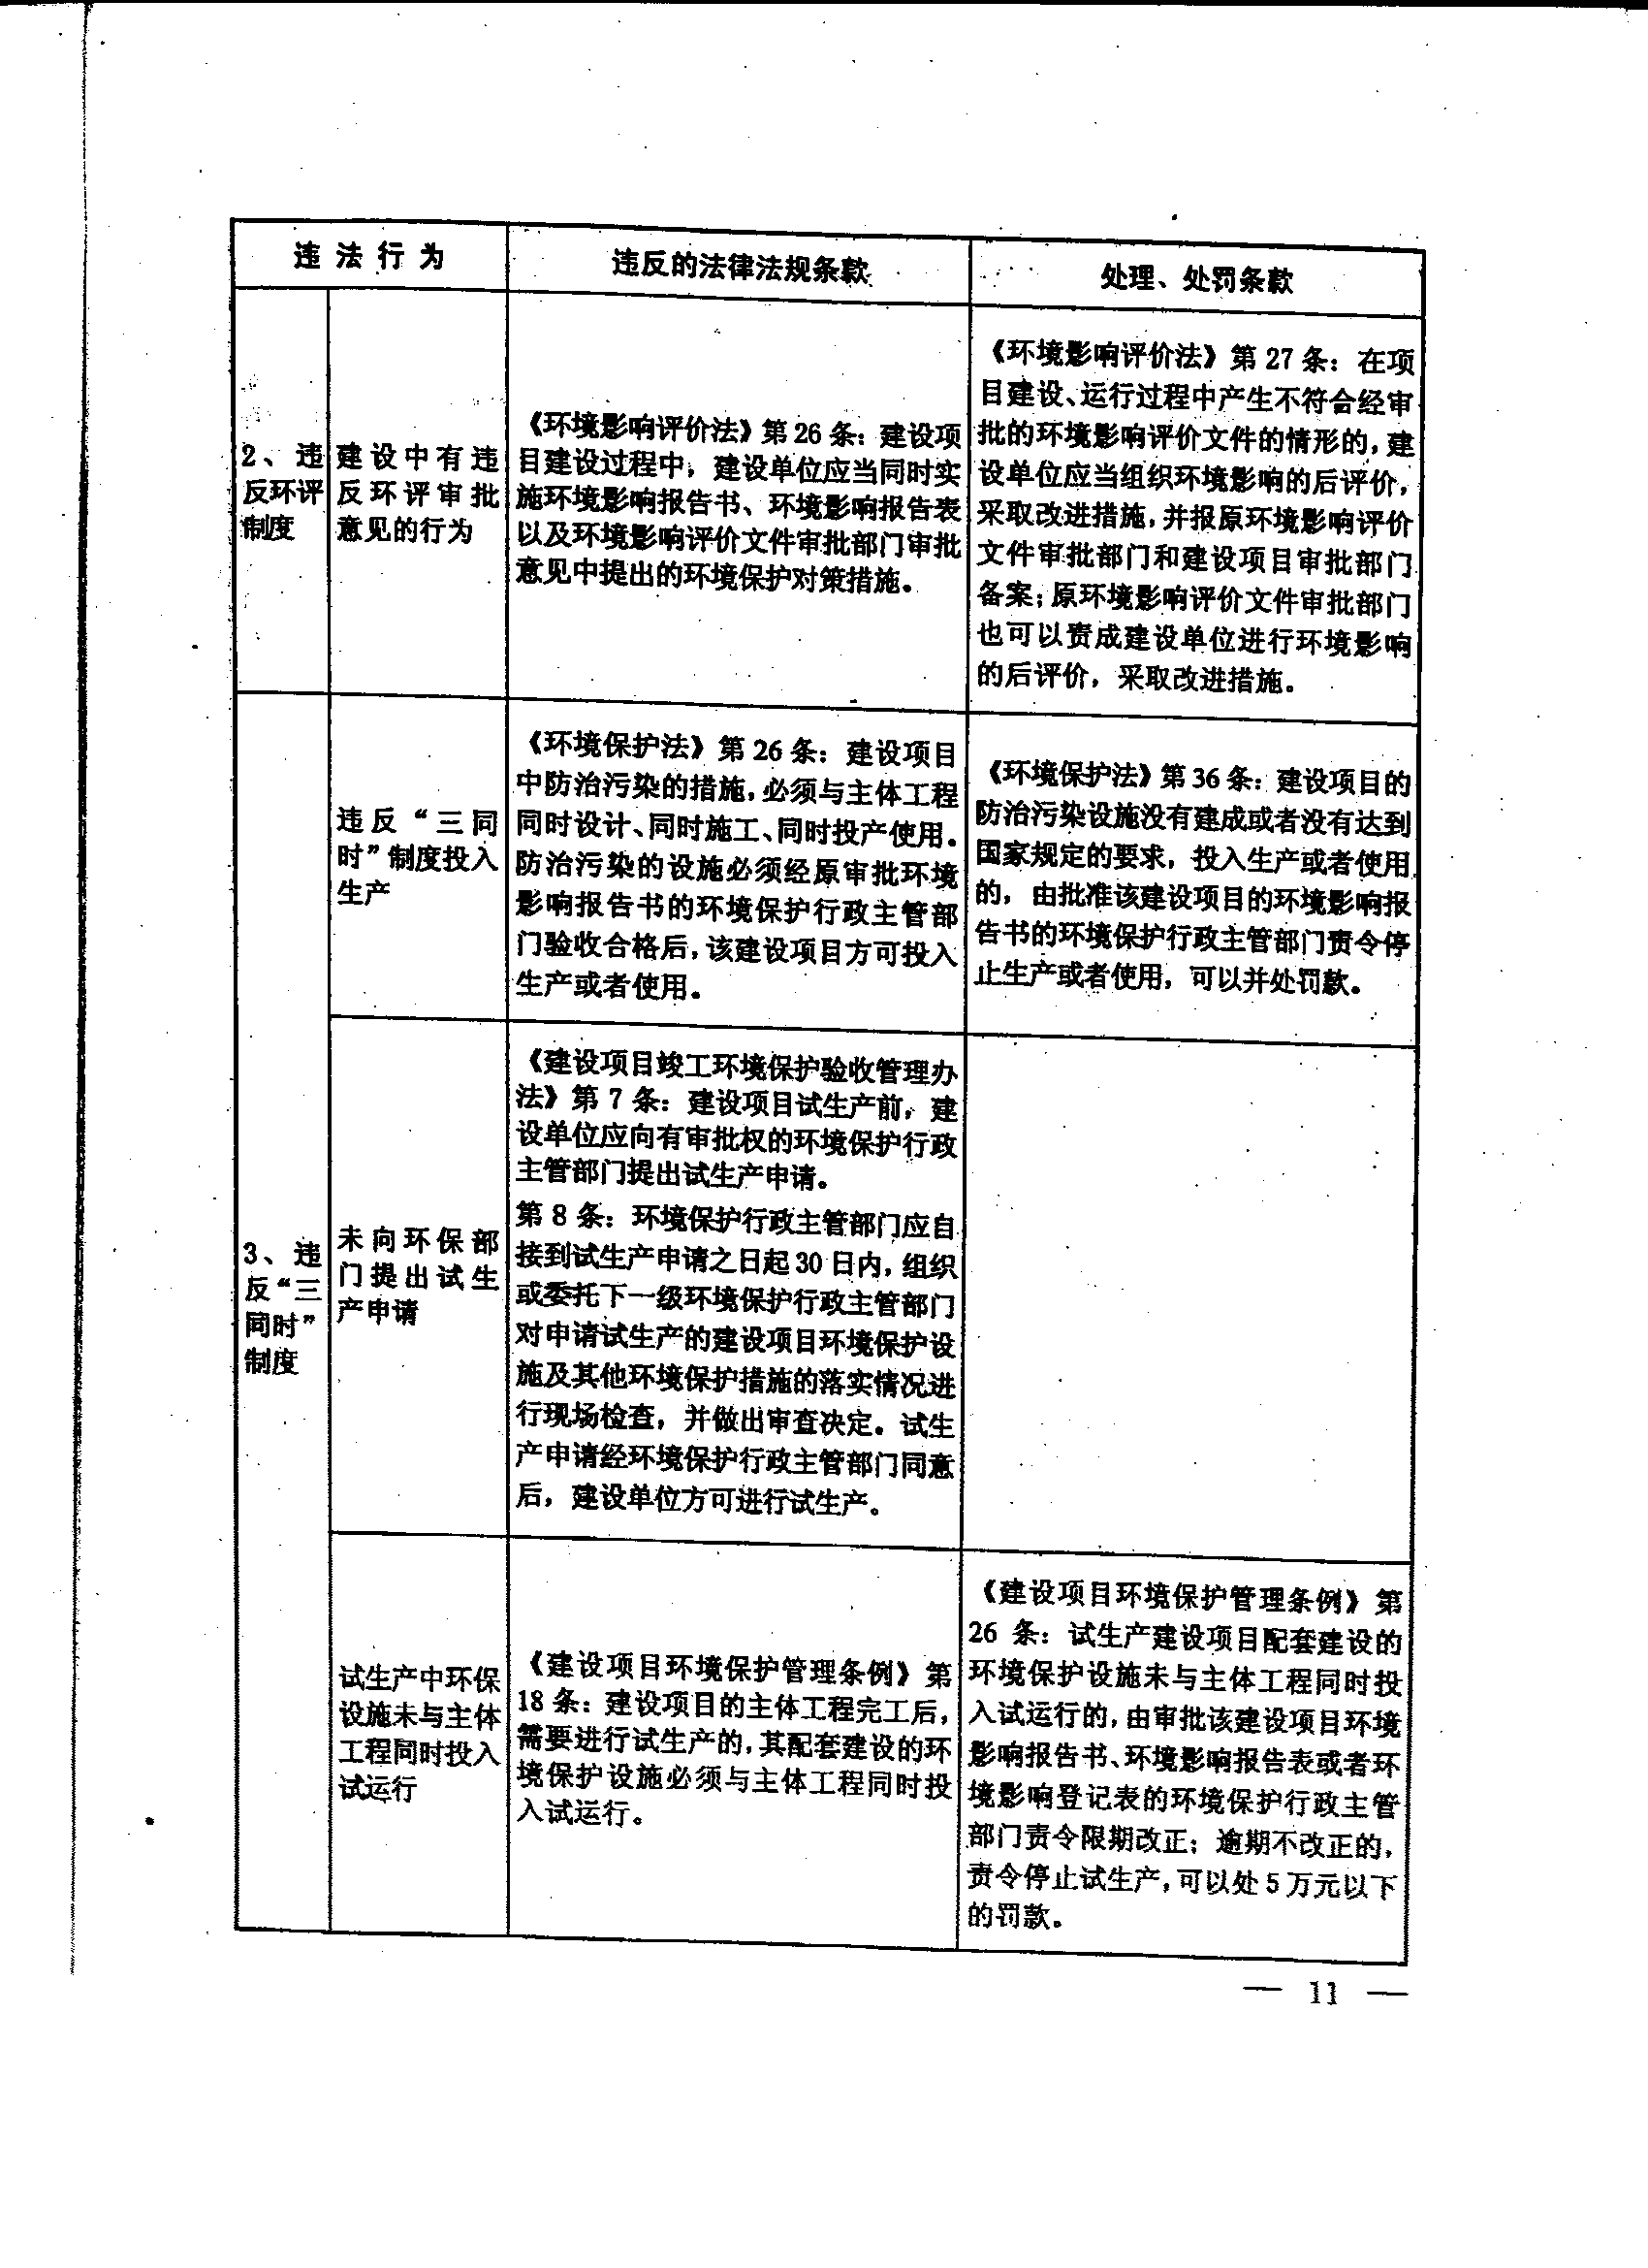 违法行为
违反的法律法规条款
处理、处罚条款
2、违
反环评
制度
建设中有违
反环评审批
意见的行为
《环境影响评价法》第26条：建设项
目建设过程中，建设单位应当同时实
施环境影响报告书、环境影响报告表
以及环境影响评价文件审批部门审批
意见中提出的环境保护对策措施。
《环境影响评价法》第27条：在项
目建设、运行过程中产生不符合经审
批的环境影响评价文件的情形的，建
设单位应当组织环境影响的后评价，
采取改进措施，并报原环境影响评价
文件审批部门和建设项目审批部门
备案；原环境影响评价文件审批部门
也可以责成建设单位进行环境影响
的后评价，采取改进措施。
3、违
反“三
同时”
制度
违反“三同
时”制度投入
生产
《环境保护法》第26条：建设项目
中防治污染的措施，必须与主体工程
同时设计、同时施工、同时投产使用。
防治污染的设施必须经原审批环境
影响报告书的环境保护行政主管部
门验收合格后，该建设项目方可投入
生产或者使用。
《环境保护法》第36条：建设项目的
防治污染设施没有建成或者没有达到
国家规定的要求，投入生产或者使用
的，由批准该建设项目的环境影响报
告书的环境保护行政主管部门责令停
止生产或者使用，可以并处罚款。
未向环保部
门提出试生
产申请
《建设项目竣工环境保护验收管理办
法》第7条：建设项目试生产前，建
设单位应向有审批权的环境保护行政
主管部门提出试生产申请。
第8条：环境保护行政主管部门应自
接到试生产申请之日起30日内，组织
或委托下一级环境保护行政主管部门
对申请试生产的建设项目环境保护设
施及其他环境保护措施的落实情况进
行现场检查，并做出审查决定。试生
产申请经环境保护行政主管部门同意
后，建设单位方可进行试生产。
试生产中环保
设施未与主体
工程同时投入
试运行
《建设项目环境保护管理条例》第
18条：建设项目的主体工程完工后，
需要进行试生产的，其配套建设的环
境保护设施必须与主体工程同时投
入试运行。
《建设项目环境保护管理条例》第
26条：试生产建设项目配套建设的
环境保护设施未与主体工程同时投
入试运行的，由审批该建设项目环境
影响报告书、环境影响报告表或者环
境影响登记表的环境保护行政主管
部门责令限期改正；逾期不改正的，
责令停止试生产，可以处5万元以下
的罚款。
— 11 —